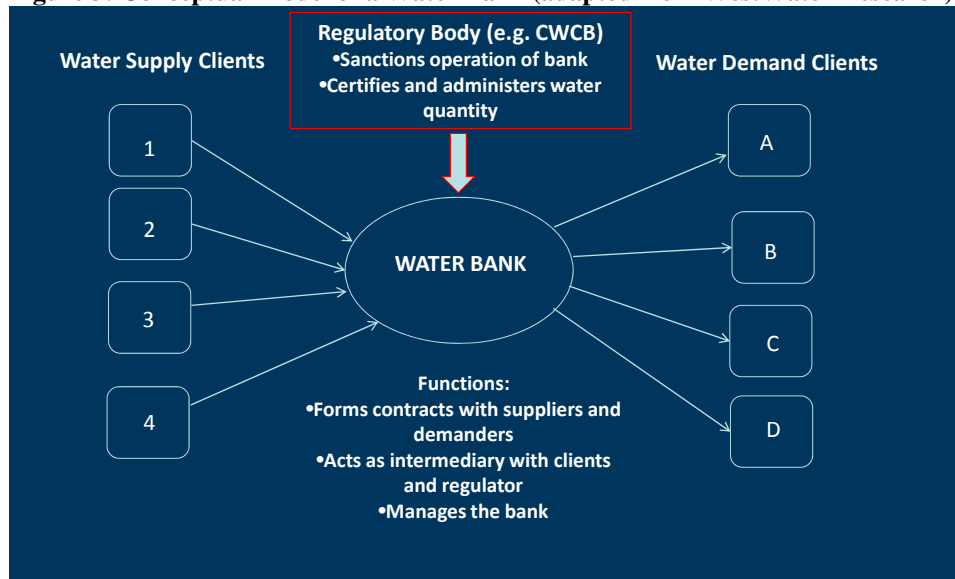 Regulatory Body (e.g. CWCB)
•Sanctions operation of bank
•Certifies and administers water
quantity
Water Supply Clients
Water Demand Clients
1
2
3
4
WATER BANK
A
B
C
D
Functions:
•Forms contracts with suppliers and
demanders
•Acts as intermediary with clients
and regulator
•Manages the bank